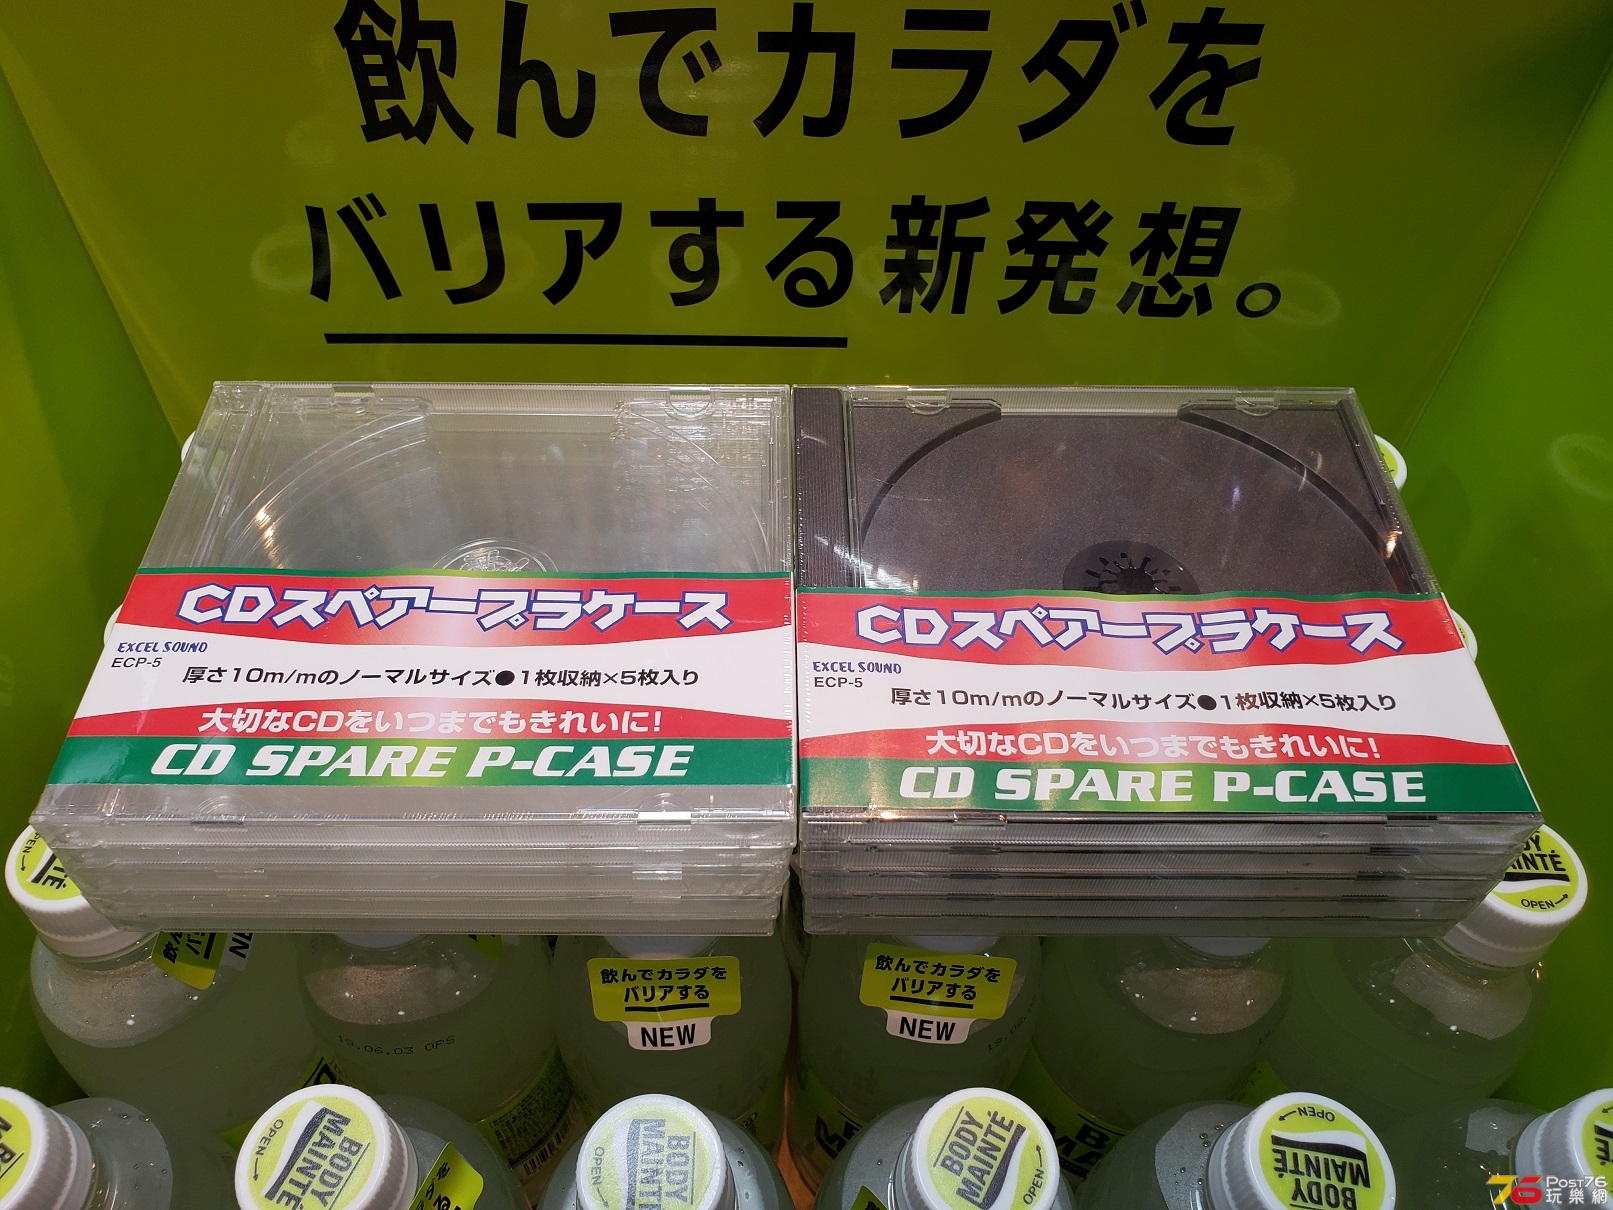 飲んでカラダを
バリアする新発想。
CDスペアープラケース
EXCEL SOUND
ECP-5
厚さ10m/mのノーマルサイズ●1枚収納×5枚入り
大切なCDをいつまでもきれいに!
CD SPARE P-CASE
CDスペアープラケース
EXCEL SOUND
ECP-5
厚さ10m/mのノーマルサイズ●1枚収納×5枚入り
大切なCDをいつまでもきれいに!
CD SPARE P-CASE
BODY
MAINTÉ
OPEN
飲んでカラダを
バリアする
NEW
飲んでカラダを
バリアする
NEW
19.06.03 OPS
OPEN
BODY
MAINTÉ
OPEN
BODY
MAINTÉ
BODY
MAINTÉ
OPEN
OPEN
BODY
MAINTÉ
76 POST76
玩樂網